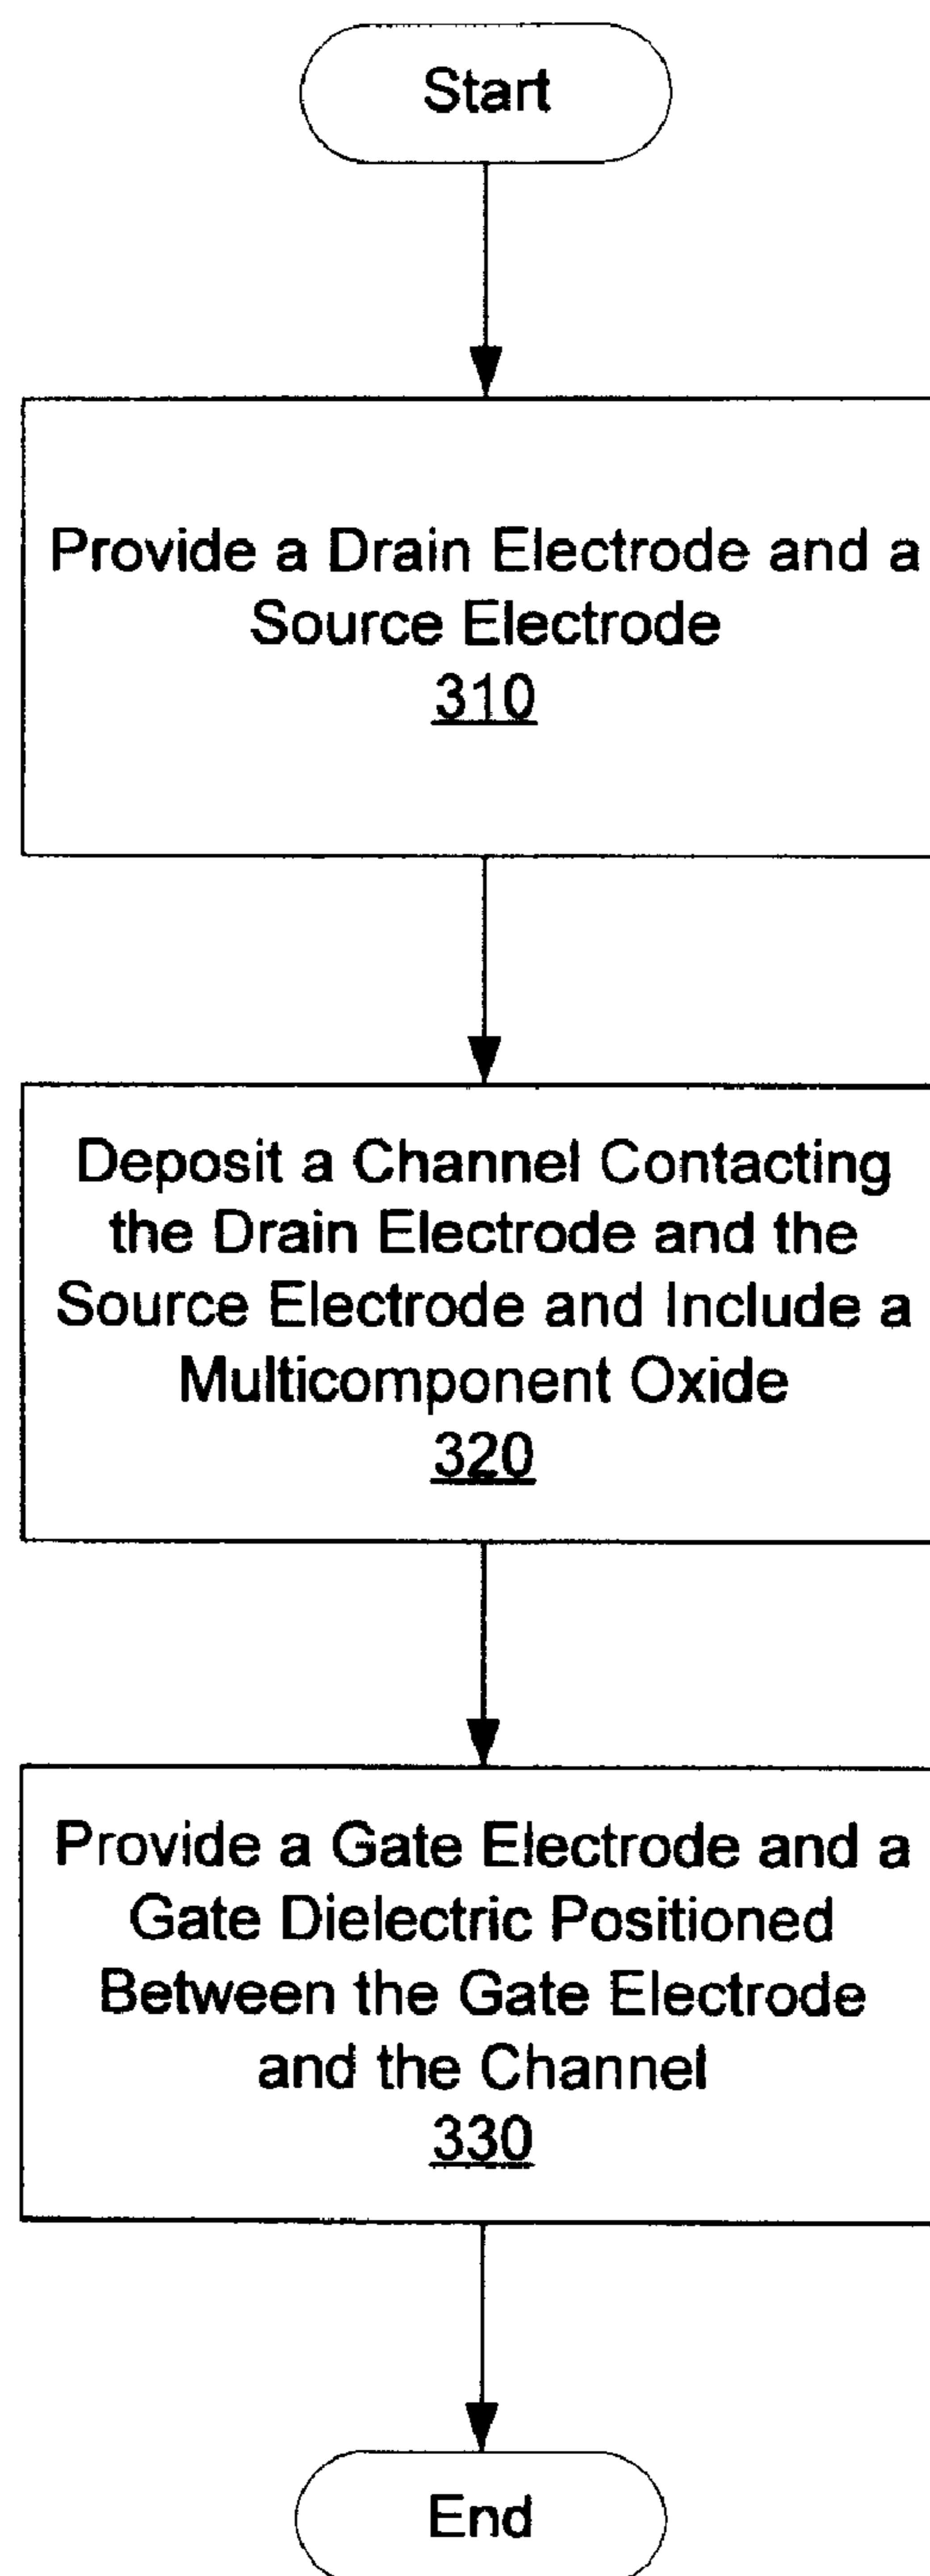 Start
Provide a Drain Electrode and a
Source Electrode
310
Deposit a Channel Contacting
the Drain Electrode and the
Source Electrode and Include a
Multicomponent Oxide
320
Provide a Gate Electrode and a
Gate Dielectric Positioned
Between the Gate Electrode
and the Channel
330
End